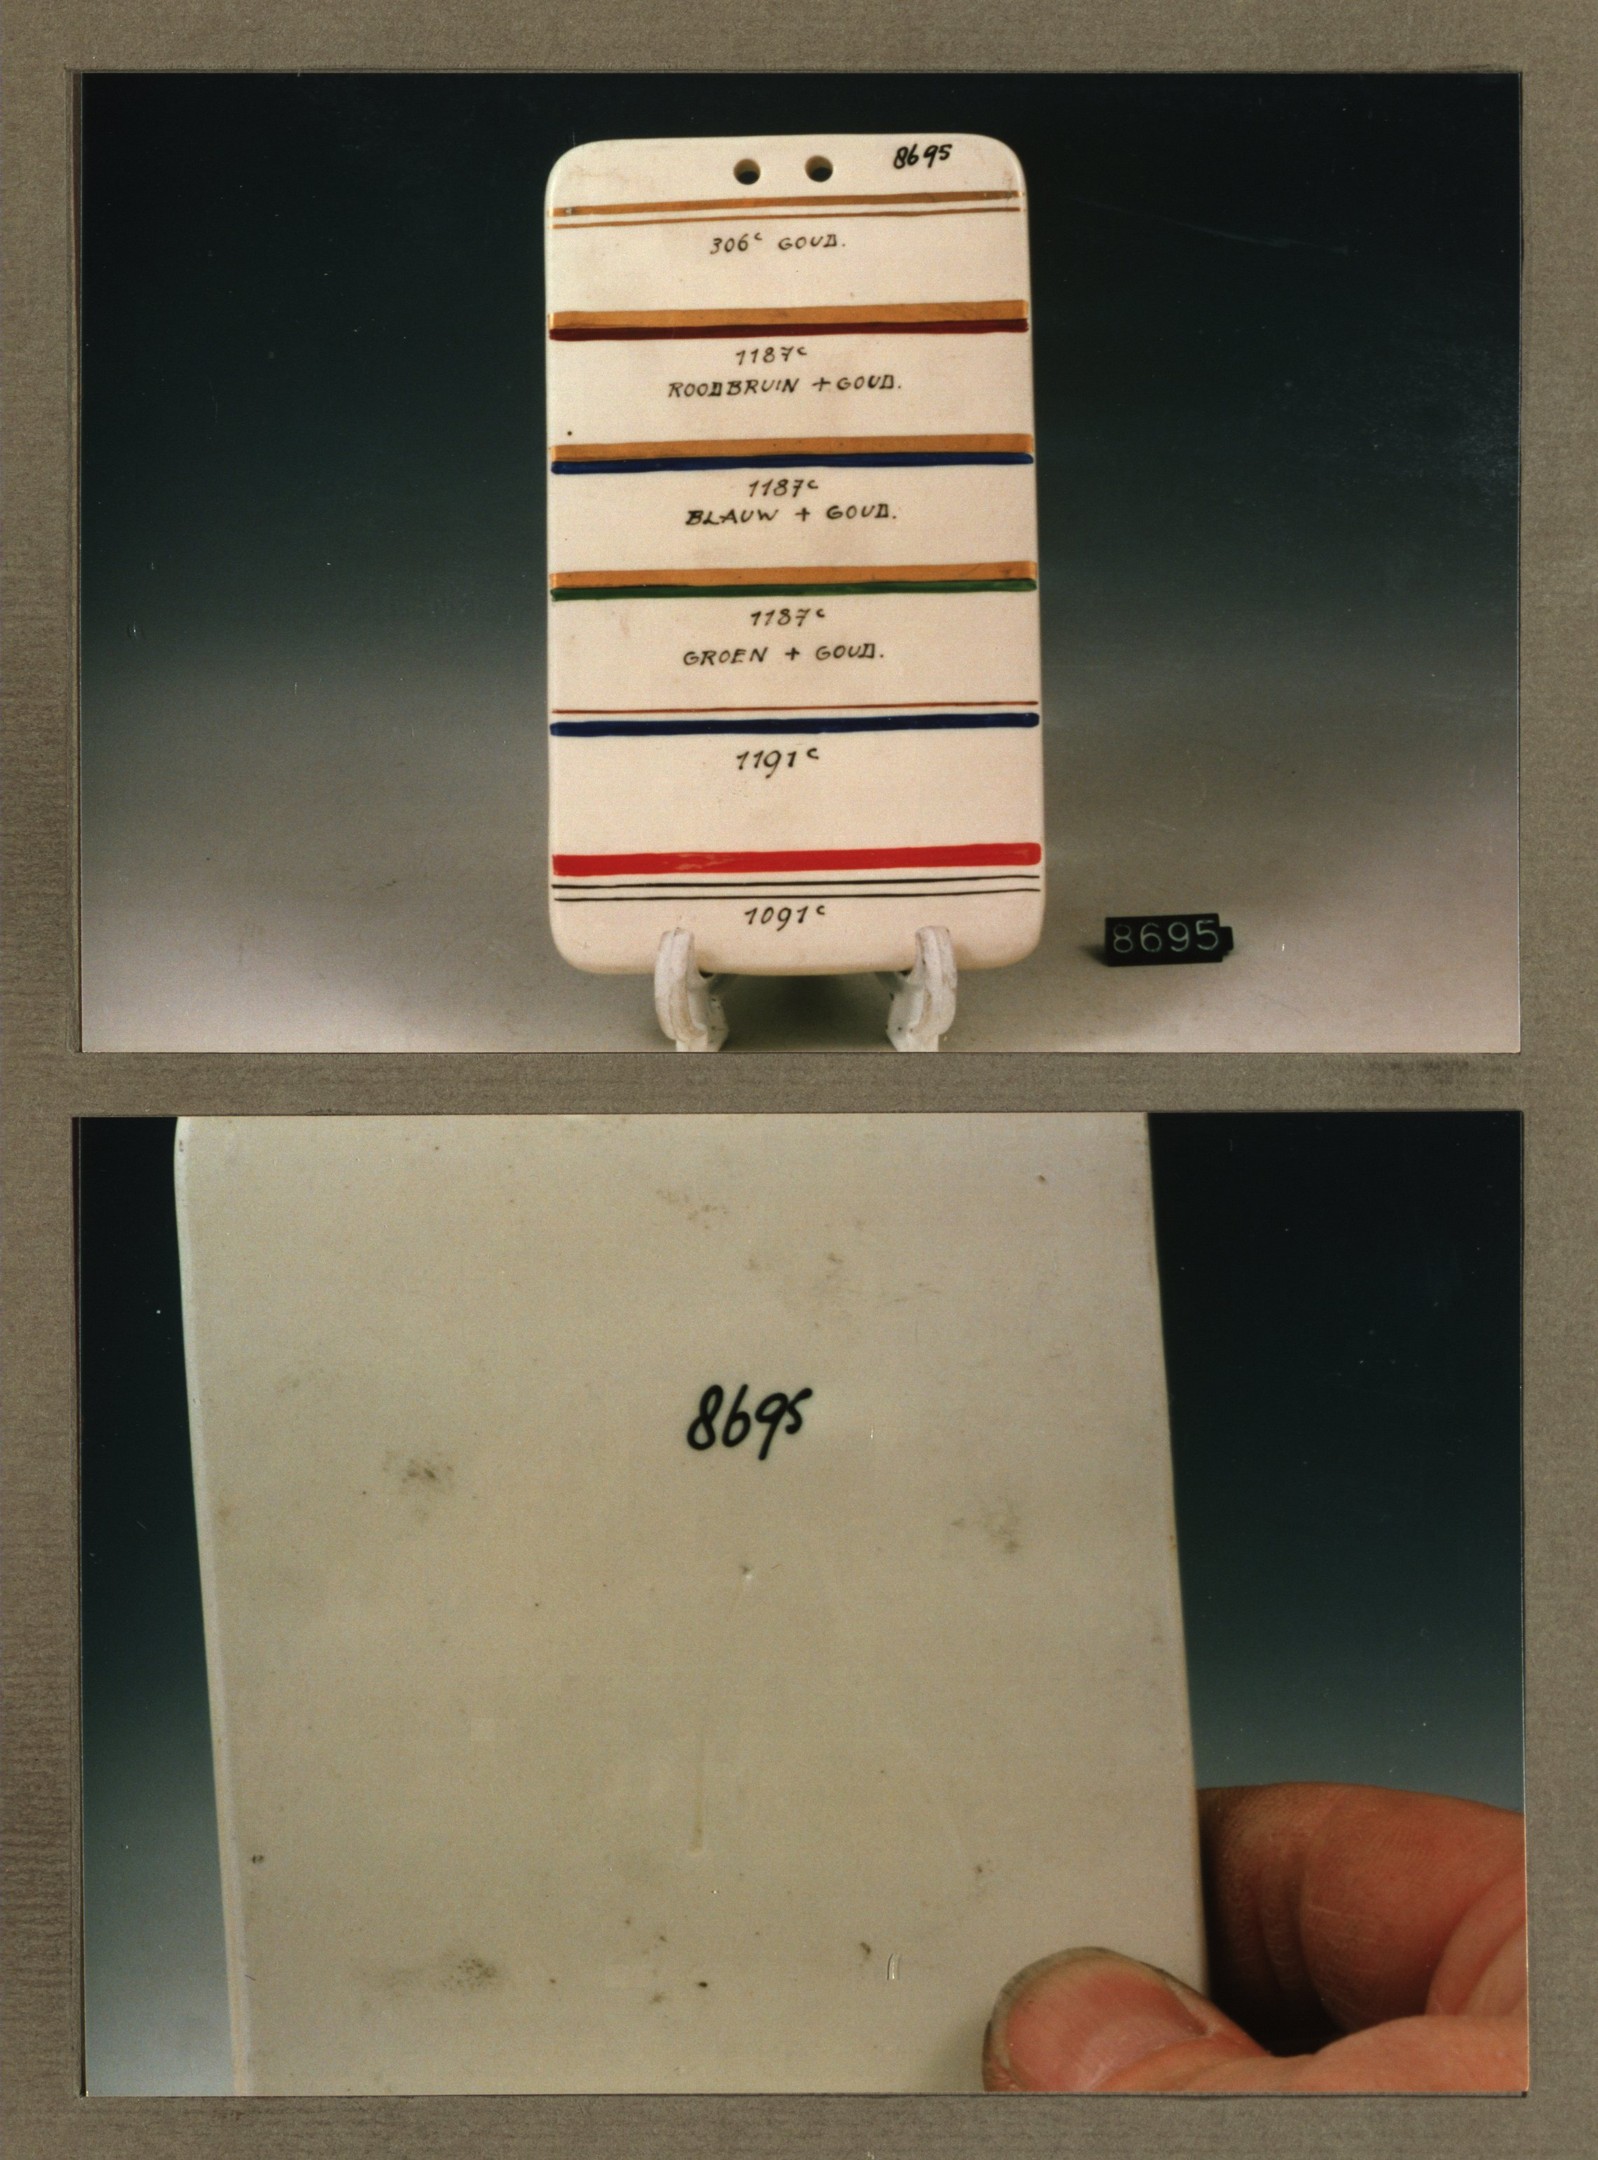 8695
306ᶜ GOUD.
1187ᶜ
ROODBRUIN + GOUD.
1187ᶜ
BLAUW + GOUD.
1187ᶜ
GROEN + GOUD.
1191ᶜ
1091ᶜ
8695
8695